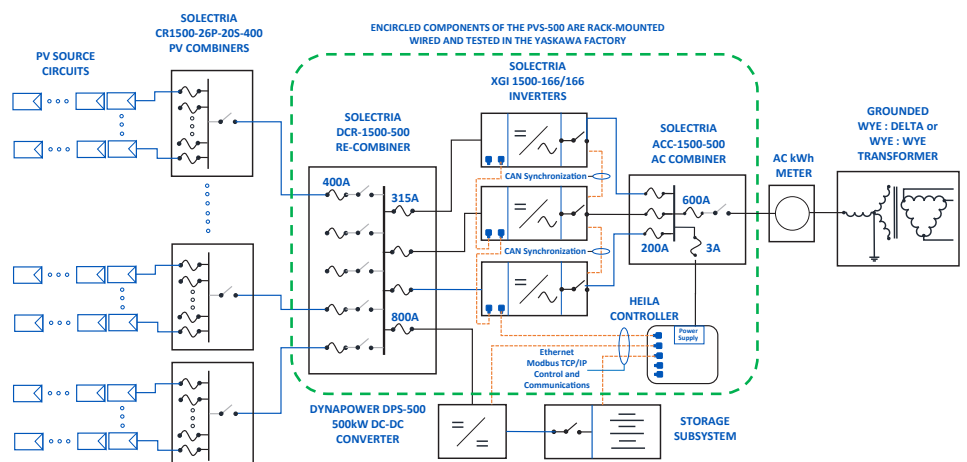 SOLECTRIA
CR1500-26P-20S-400
PV COMBINERS
ENCIRCLED COMPONENTS OF THE PVS-500 ARE RACK-MOUNTED
WIRED AND TESTED IN THE YASKAWA FACTORY
PV SOURCE
CIRCUITS
SOLECTRIA
XGI 1500-166/166
INVERTERS
SOLECTRIA
DCR-1500-500
RE-COMBINER
SOLECTRIA
ACC-1500-500
AC COMBINER
GROUNDED
WYE : DELTA or
WYE : WYE
TRANSFORMER
AC kWh
METER
400A
315A
CAN Synchronization
600A
200A
3A
CAN Synchronization
800A
HEILA
CONTROLLER
Power
Supply
Ethernet
Modbus TCP/IP
Control and
Communications
DYNAPOWER DPS-500
500kW DC-DC
CONVERTER
STORAGE
SUBSYSTEM